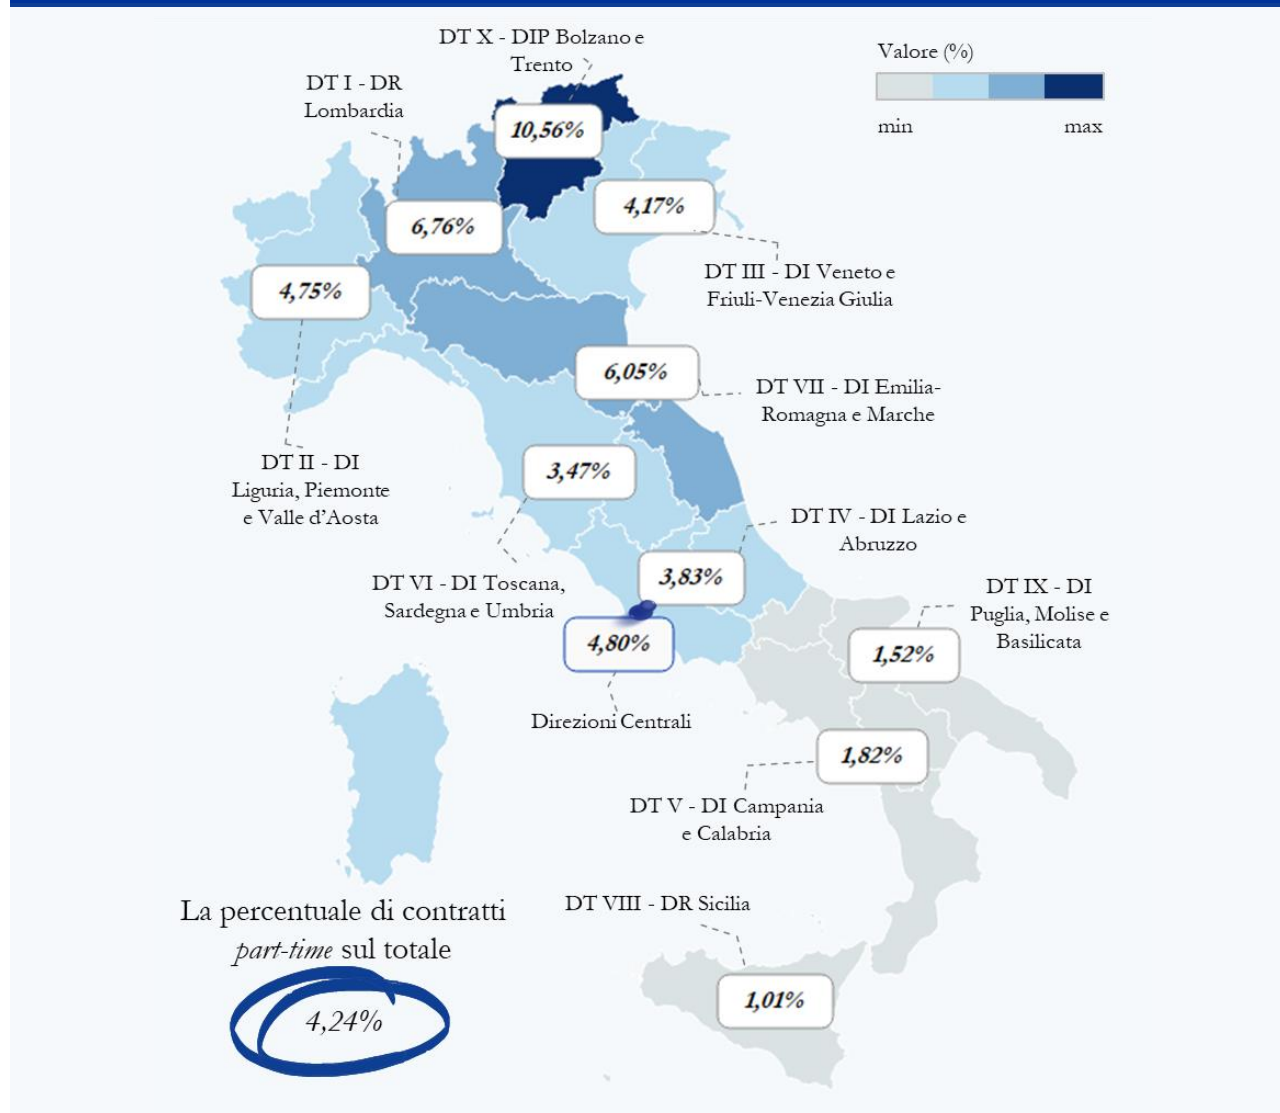 DT X - DIP Bolzano e
Trento
Valore (%)
min
max
DT I - DR
Lombardia
10,56%
4,17%
6,76%
DT III - DI Veneto e
Friuli-Venezia Giulia
4,75%
6,05%
DT VII - DI Emilia-
Romagna e Marche
DT II - DI
Liguria, Piemonte
e Valle d’Aosta
3,47%
DT IV - DI Lazio e
Abruzzo
DT VI - DI Toscana,
Sardegna e Umbria
3,83%
DT IX - DI
Puglia, Molise e
Basilicata
4,80%
1,52%
Direzioni Centrali
1,82%
DT V - DI Campania
e Calabria
DT VIII - DR Sicilia
La percentuale di contratti
part-time sul totale
4,24%
1,01%